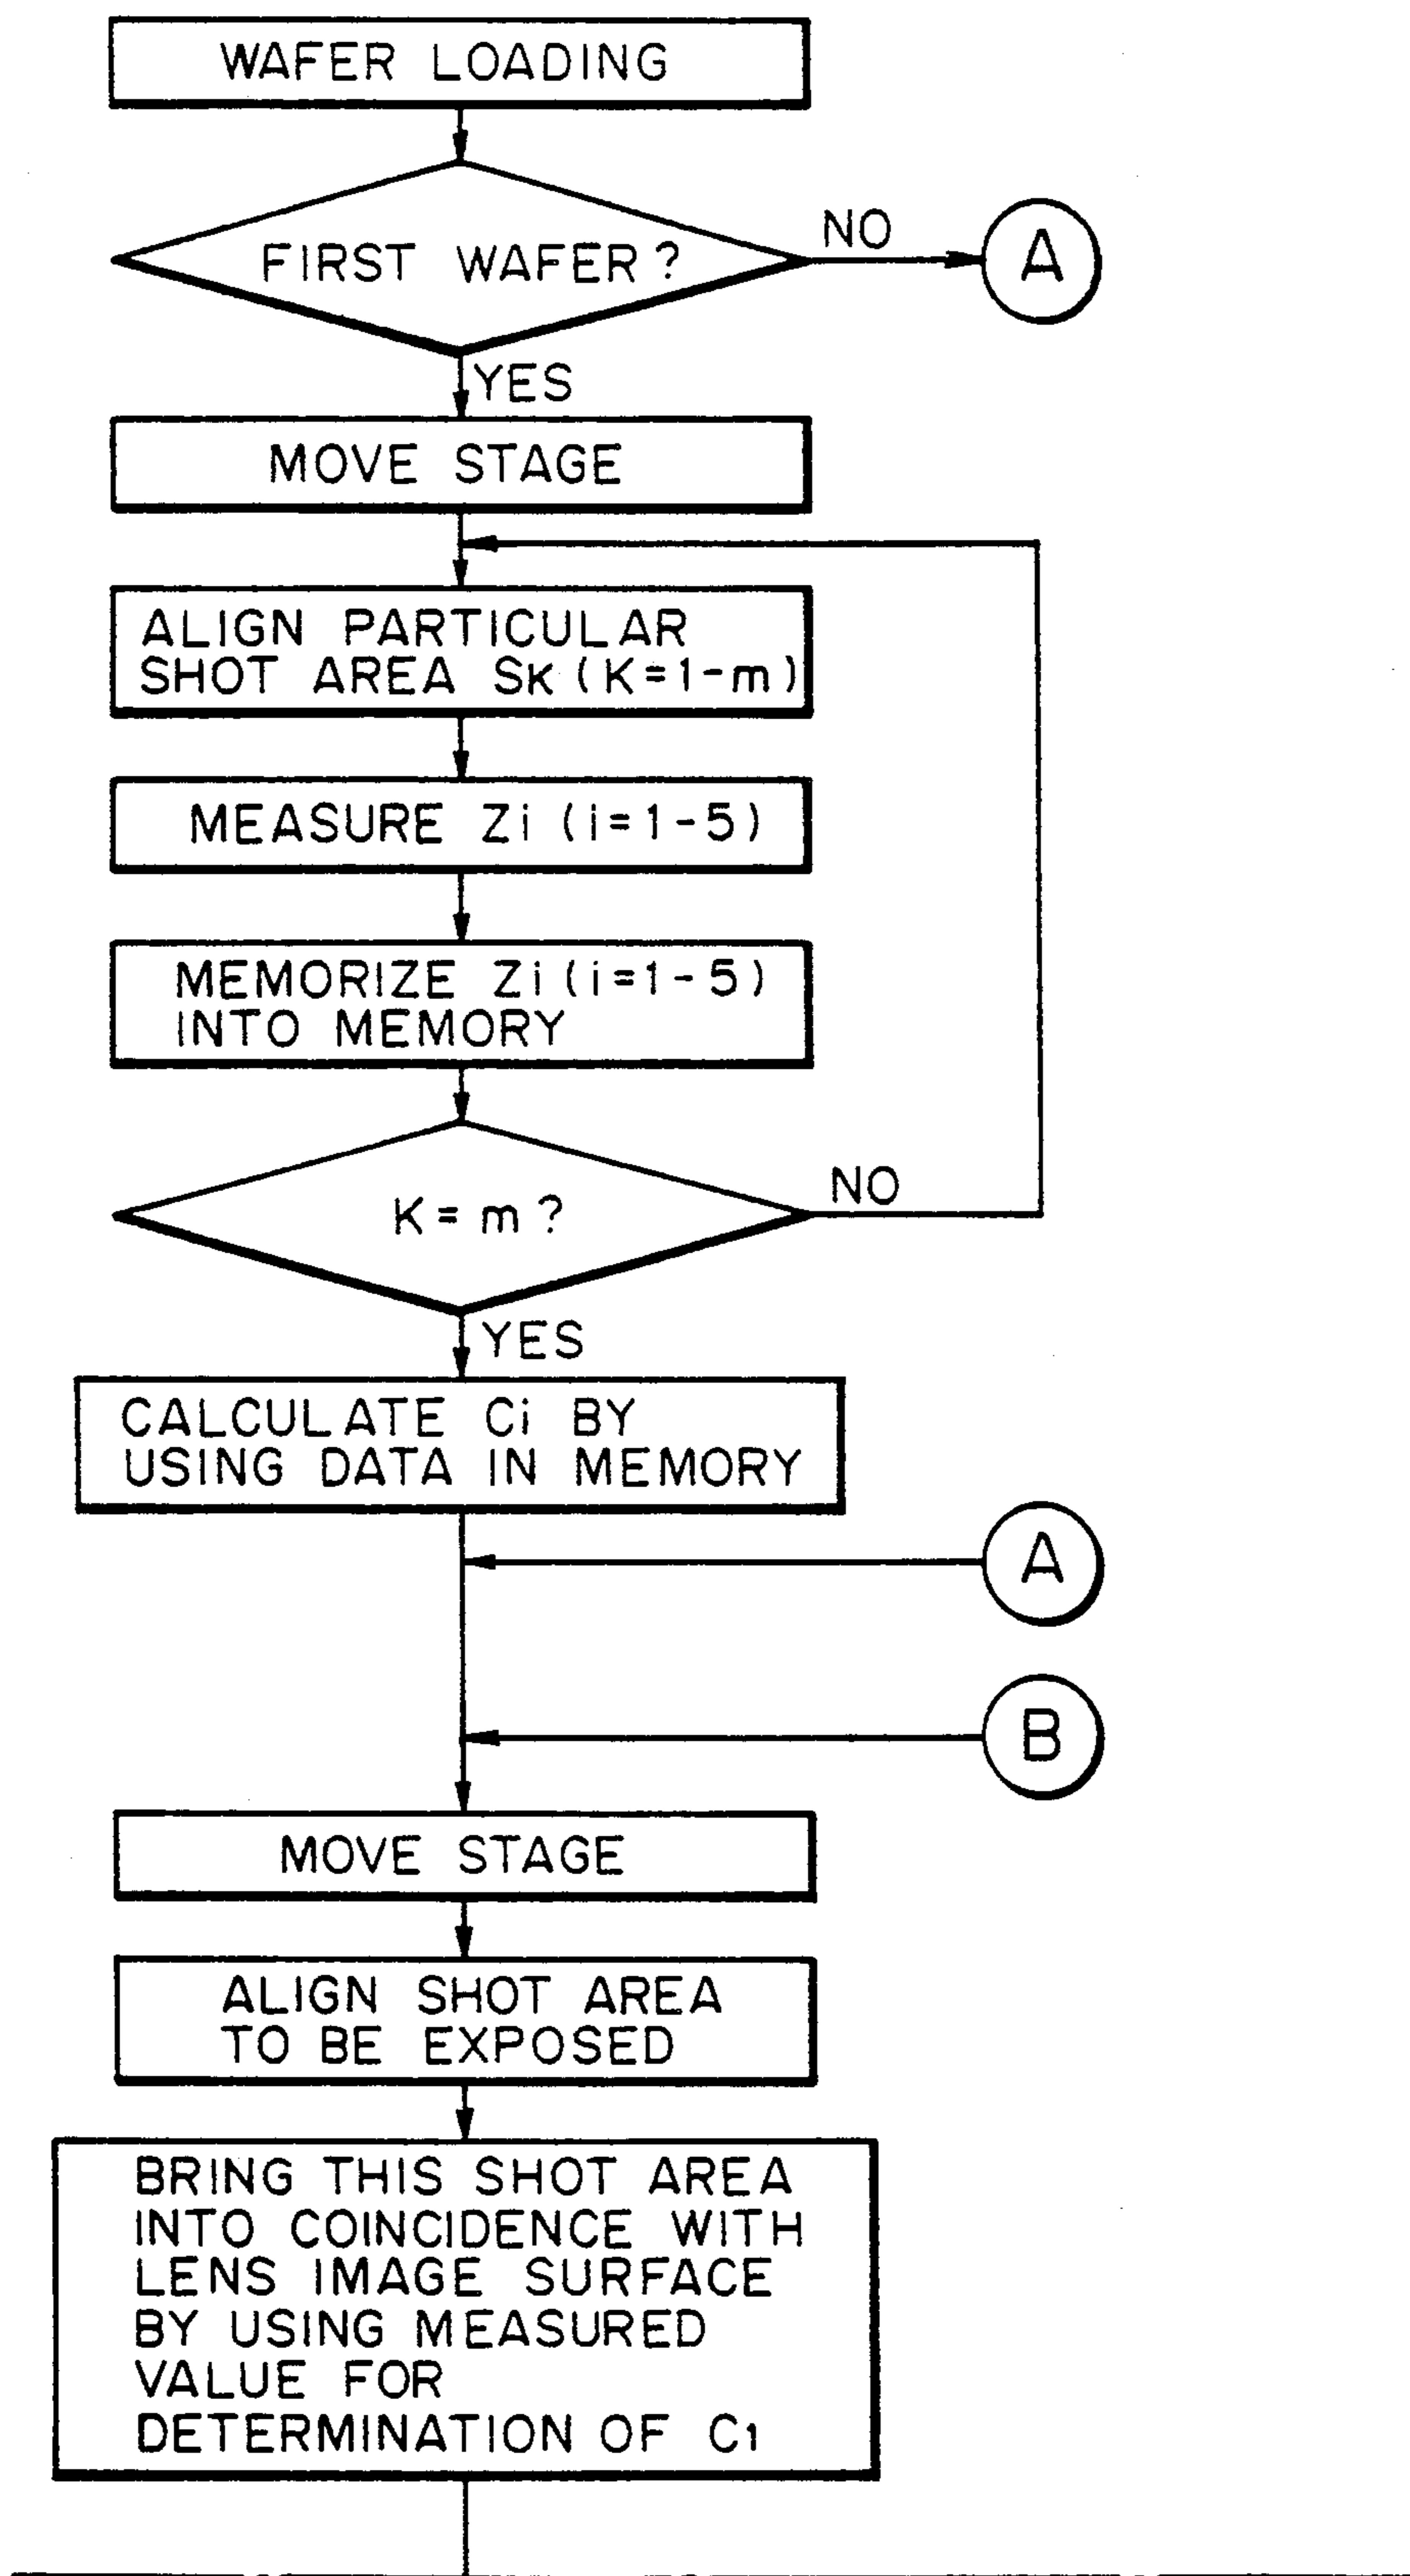 WAFER LOADING
FIRST WAFER?
NO
A
YES
MOVE STAGE
ALIGN PARTICULAR
SHOT AREA SK (K=1-m)
MEASURE Zi (i=1-5)
MEMORIZE Zi (i=1-5)
INTO MEMORY
K=m?
NO
YES
CALCULATE Ci BY
USING DATA IN MEMORY
A
B
MOVE STAGE
ALIGN SHOT AREA
TO BE EXPOSED
BRING THIS SHOT AREA
INTO COINCIDENCE WITH
LENS IMAGE SURFACE
BY USING MEASURED
VALUE FOR
DETERMINATION OF C1